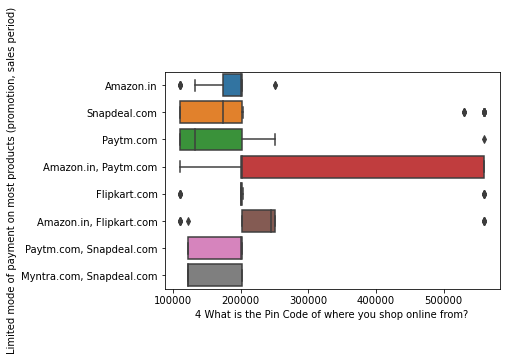 Limited mode of payment on most products (promotion, sales period)
Amazon.in
Snapdeal.com
Paytm.com
Amazon.in, Paytm.com
Flipkart.com
Amazon.in, Flipkart.com
Paytm.com, Snapdeal.com
Myntra.com, Snapdeal.com
100000 200000 300000 400000 500000
4 What is the Pin Code of where you shop online from?